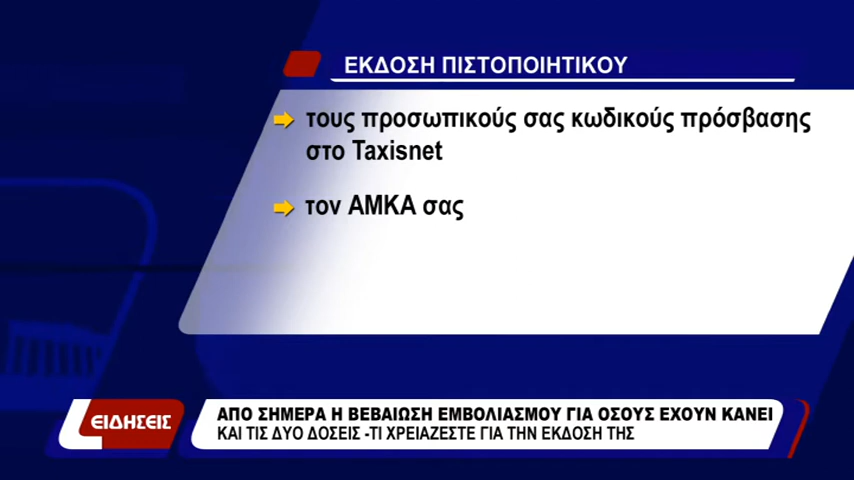 ΕΚΔΟΣΗ ΠΙΣΤΟΠΟΙΗΤΙΚΟΥ
τους προσωπικούς σας κωδικούς πρόσβασης
στο Taxisnet
τον ΑΜΚΑ σας
ΕΙΔΗΣΕΙΣ
ΑΠΟ ΣΗΜΕΡΑ Η ΒΕΒΑΙΩΣΗ ΕΜΒΟΛΙΑΣΜΟΥ ΓΙΑ ΟΣΟΥΣ ΕΧΟΥΝ ΚΑΝΕΙ
ΚΑΙ ΤΙΣ ΔΥΟ ΔΟΣΕΙΣ -ΤΙ ΧΡΕΙΑΖΕΣΤΕ ΓΙΑ ΤΗΝ ΕΚΔΟΣΗ ΤΗΣ